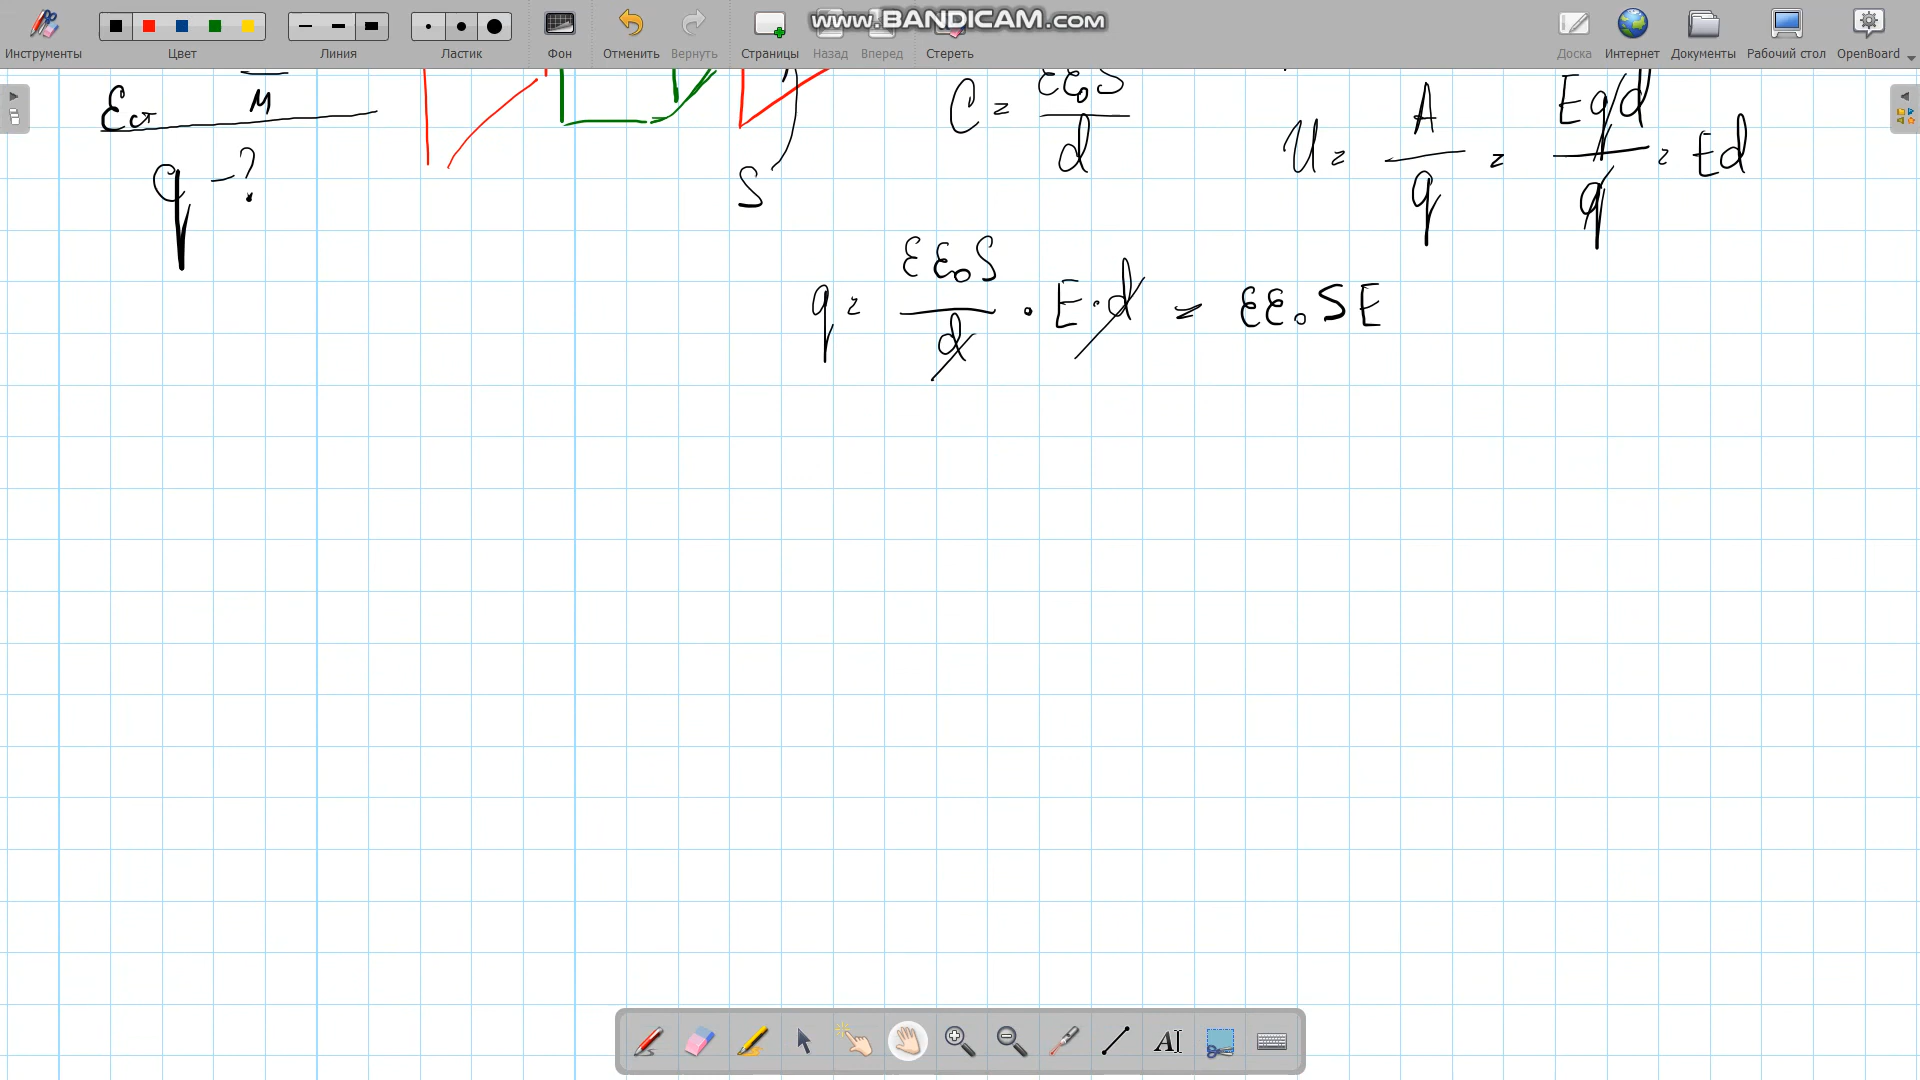 www.BANDICAM.com
Инструменты Цвет Линия Ластик Фон Отменить Вернуть Страницы Назад Вперед Стереть Доска Интернет Документы Рабочий стол OpenBoard
εст м
q - ?
S
C = εε₀S / d
U = A / q = Eqd / q = Ed
q = εε₀S / d · E · d = εε₀SE
AI